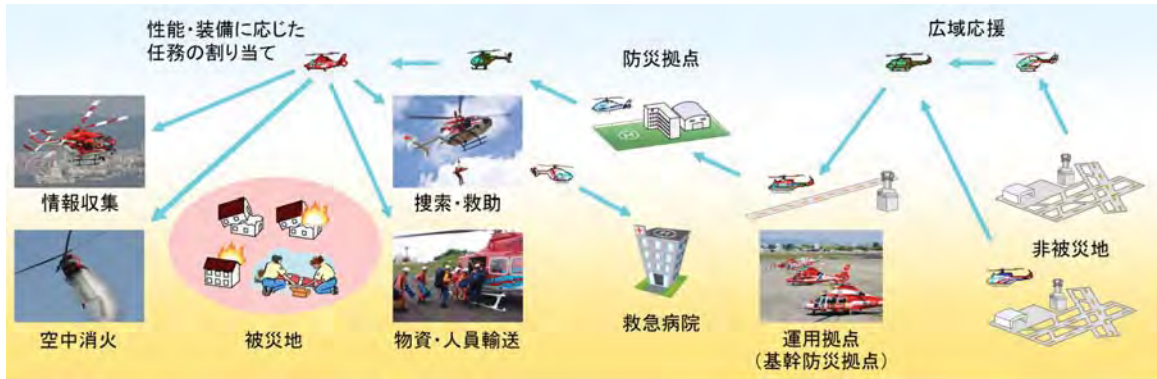 性能・装備に応じた
任務の割り当て
情報収集
空中消火
被災地
捜索・救助
物資・人員輸送
防災拠点
H
救急病院
H
広域応援
運用拠点
(基幹防災拠点)
非被災地